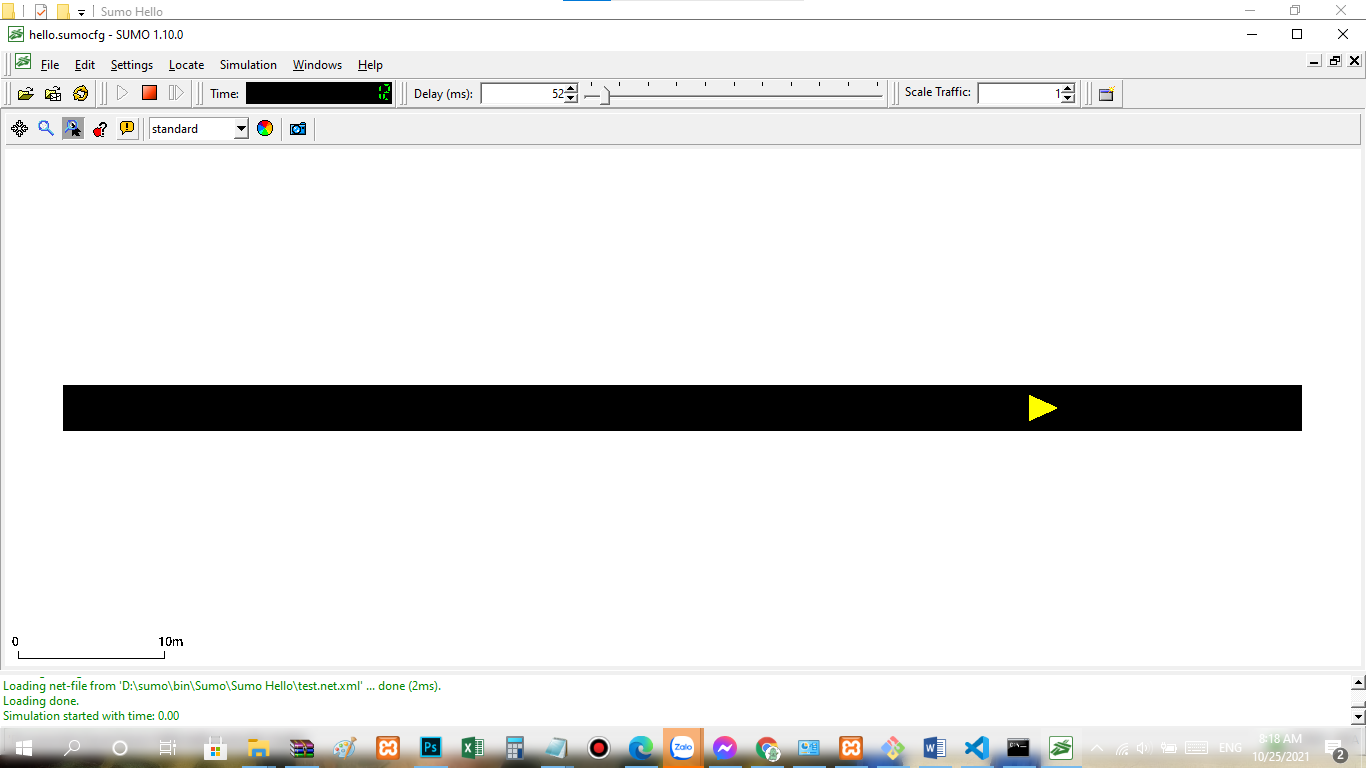 Sumo Hello
hello.sumocfg - SUMO 1.10.0
File Edit Settings Locate Simulation Windows Help
Time: 12 Delay (ms): 52 Scale Traffic: 1
standard
0 10m
Loading net-file from 'D:\sumo\bin\Sumo\Sumo Hello\test.net.xml' ... done (2ms).
Loading done.
Simulation started with time: 0.00
Ps Zalo ENG 8:18 AM
10/25/2021 2